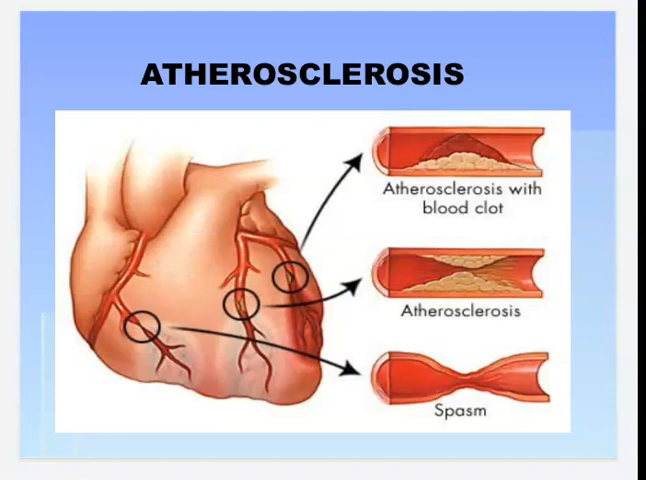 ATHEROSCLEROSIS
Atherosclerosis with
blood clot
Atherosclerosis
Spasm